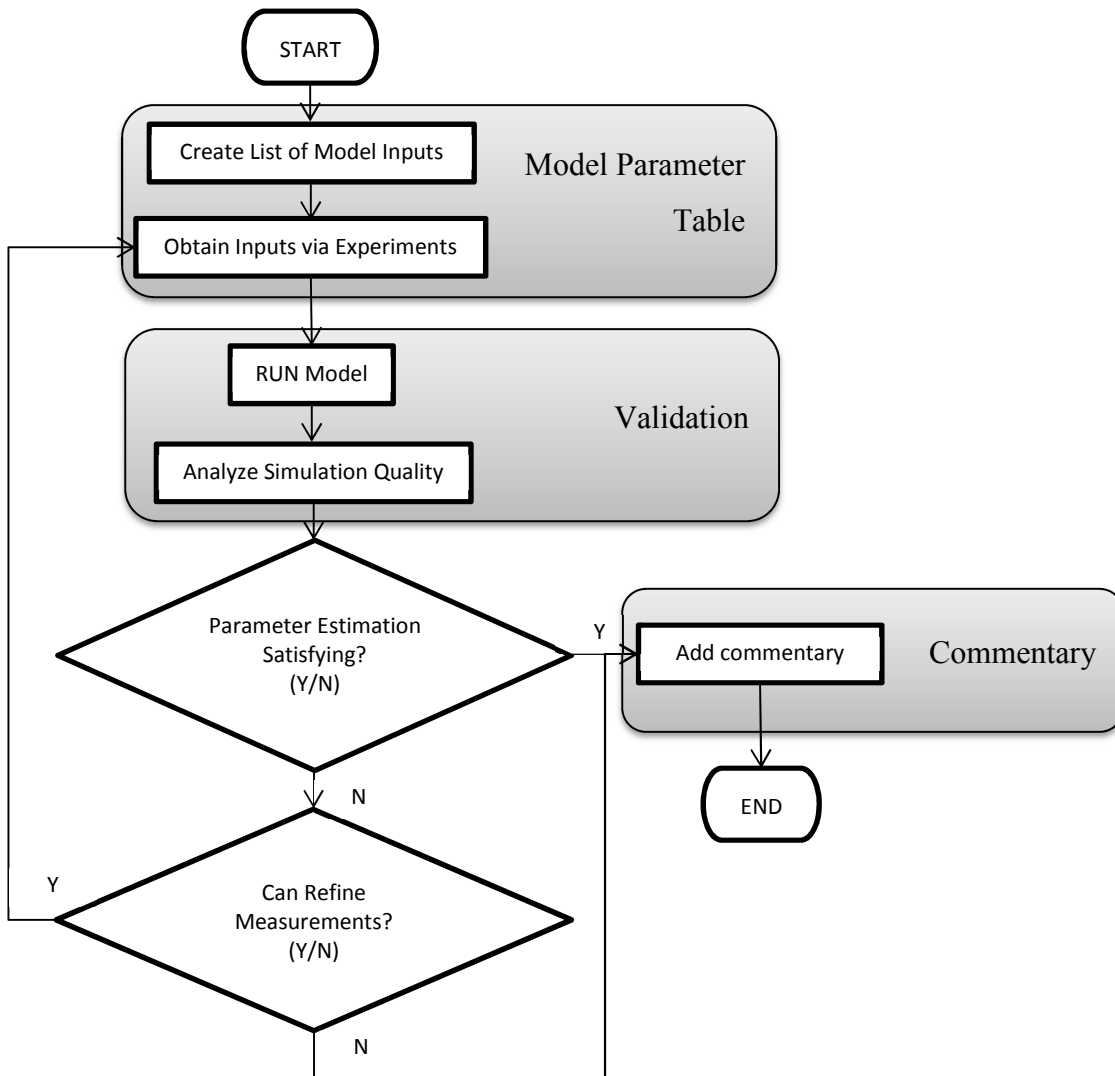 START
Create List of Model Inputs
Model Parameter
Table
Obtain Inputs via Experiments
RUN Model
Validation
Analyze Simulation Quality
Parameter Estimation
Satisfying?
(Y/N)
Y
Add commentary
Commentary
N
END
Y
Can Refine
Measurements?
(Y/N)
N